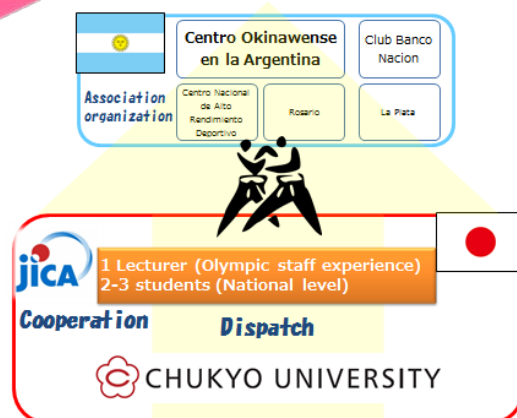 Centro Okinawense
en la Argentina
Club Banco
Nacion
Association
organization
Centro Nacional
de Alto
Rendimiento
Deportivo
Rosario
La Plata
jICA
1 Lecturer (Olympic staff experience)
2-3 students (National level)
Cooperation
Dispatch
CHUKYO UNIVERSITY